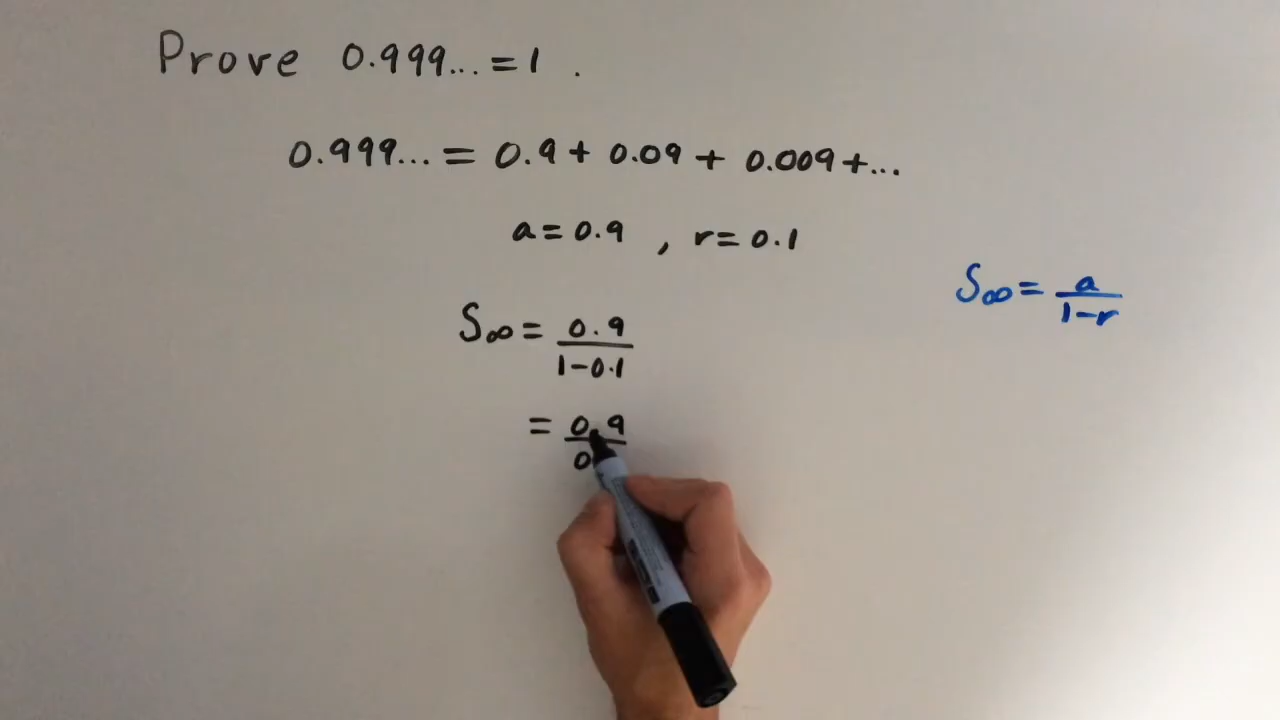 Prove 0.999... = 1 .
0.999... = 0.9 + 0.09 + 0.009 + ...
a = 0.9 , r = 0.1
S∞ = a / 1-r
S∞ = 0.9 / 1-0.1
= 0.9 / 0